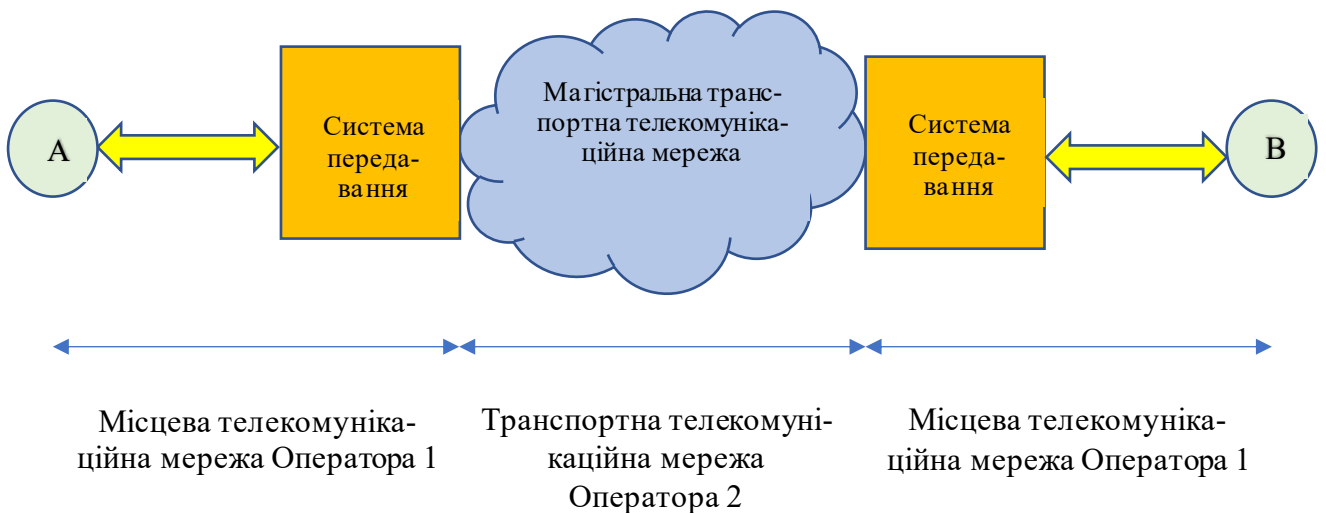 А
Система
переда-
вання
Магістральна транс-
портна телекомуніка-
ційна мережа
Система
переда-
вання
В
Місцева телекомуніка-
ційна мережа Оператора 1
Транспортна телекомуні-
каційна мережа
Оператора 2
Місцева телекомуніка-
ційна мережа Оператора 1